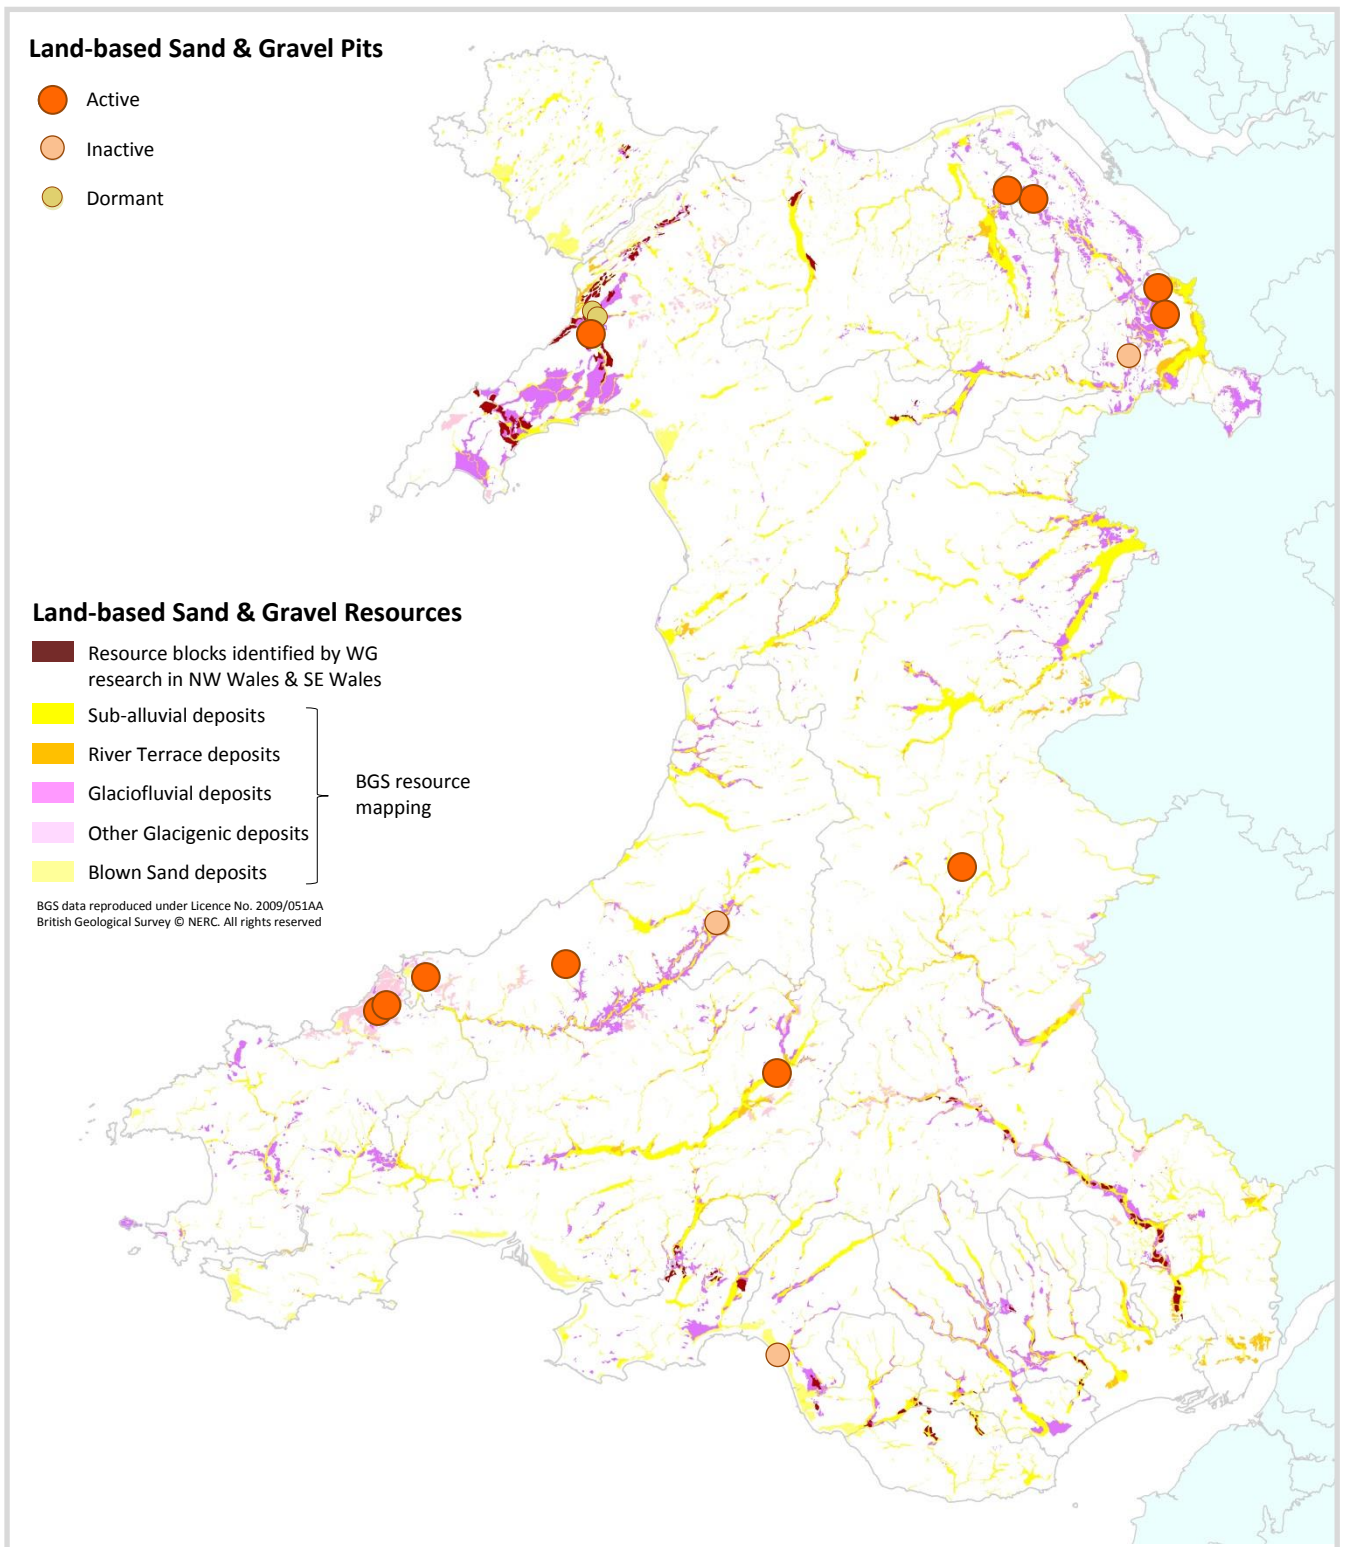 Land-based Sand & Gravel Pits
Active
Inactive
Dormant
Land-based Sand & Gravel Resources
Resource blocks identified by WG
research in NW Wales & SE Wales
Sub-alluvial deposits
River Terrace deposits
Glaciofluvial deposits
Other Glacigenic deposits
Blown Sand deposits
BGS resource
mapping
BGS data reproduced under Licence No. 2009/051AA
British Geological Survey © NERC. All rights reserved